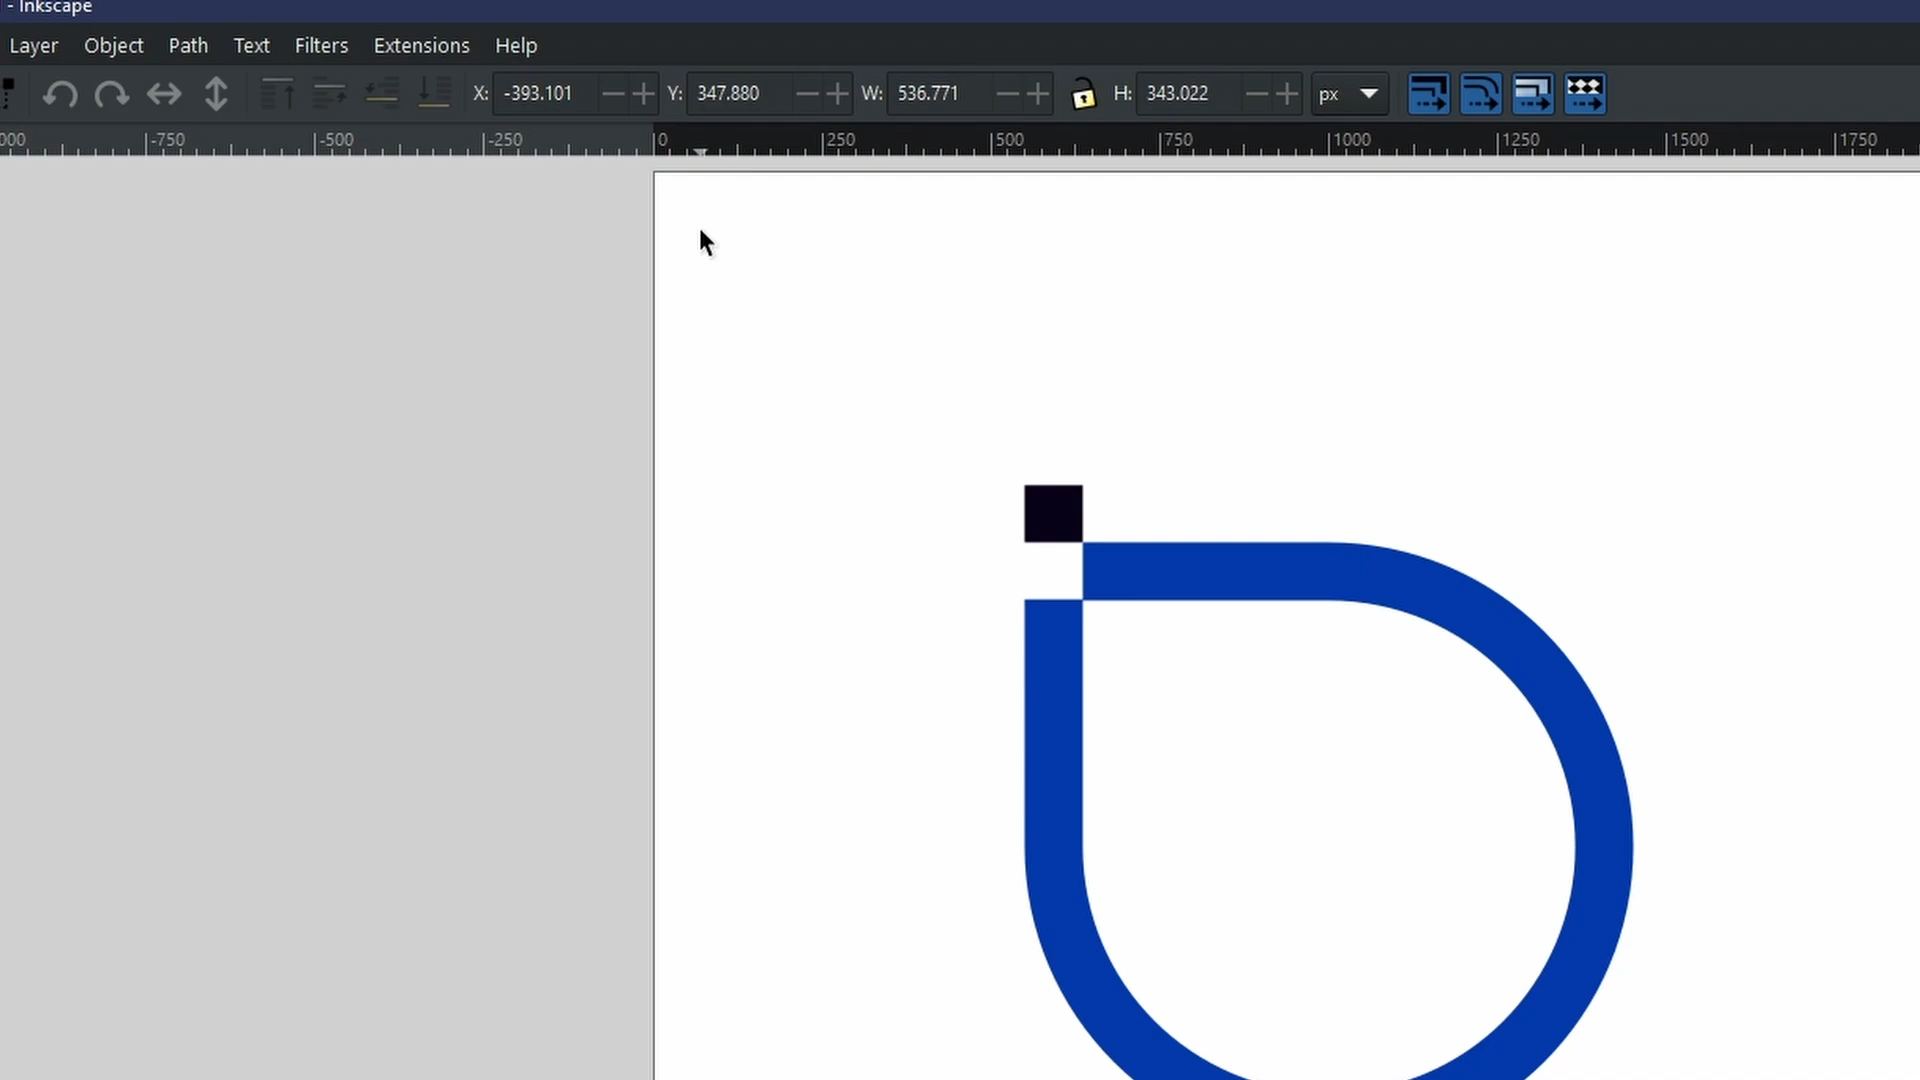 - Inkscape
Layer Object Path Text Filters Extensions Help
X: -393.101 Y: 347.880 W: 536.771 H: 343.022 px
000 -750 -500 -250 0 250 500 750 1000 1250 1500 1750